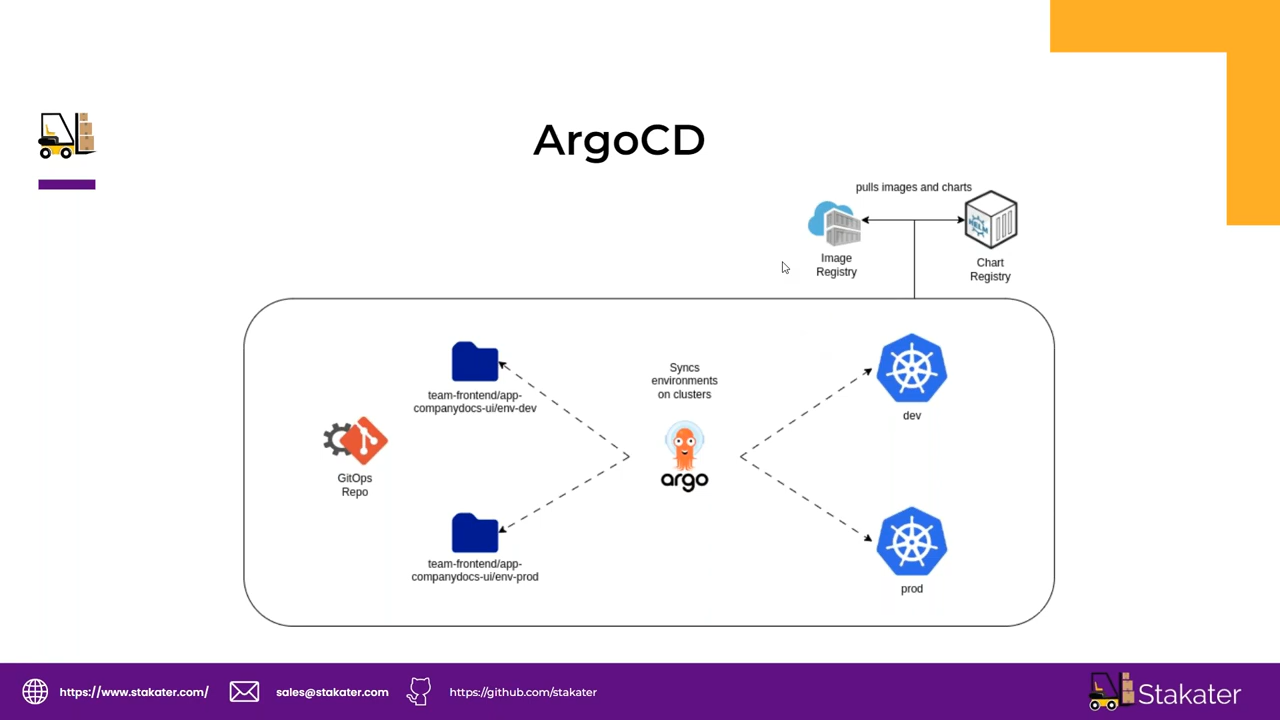 ArgoCD
pulls images and charts
Image
Registry
Chart
Registry
HELM
team-frontend/app-
companydocs-ui/env-dev
Syncs
environments
on clusters
dev
GitOps
Repo
argo
team-frontend/app-
companydocs-ui/env-prod
prod
https://www.stakater.com/
sales@stakater.com
https://github.com/stakater
Stakater